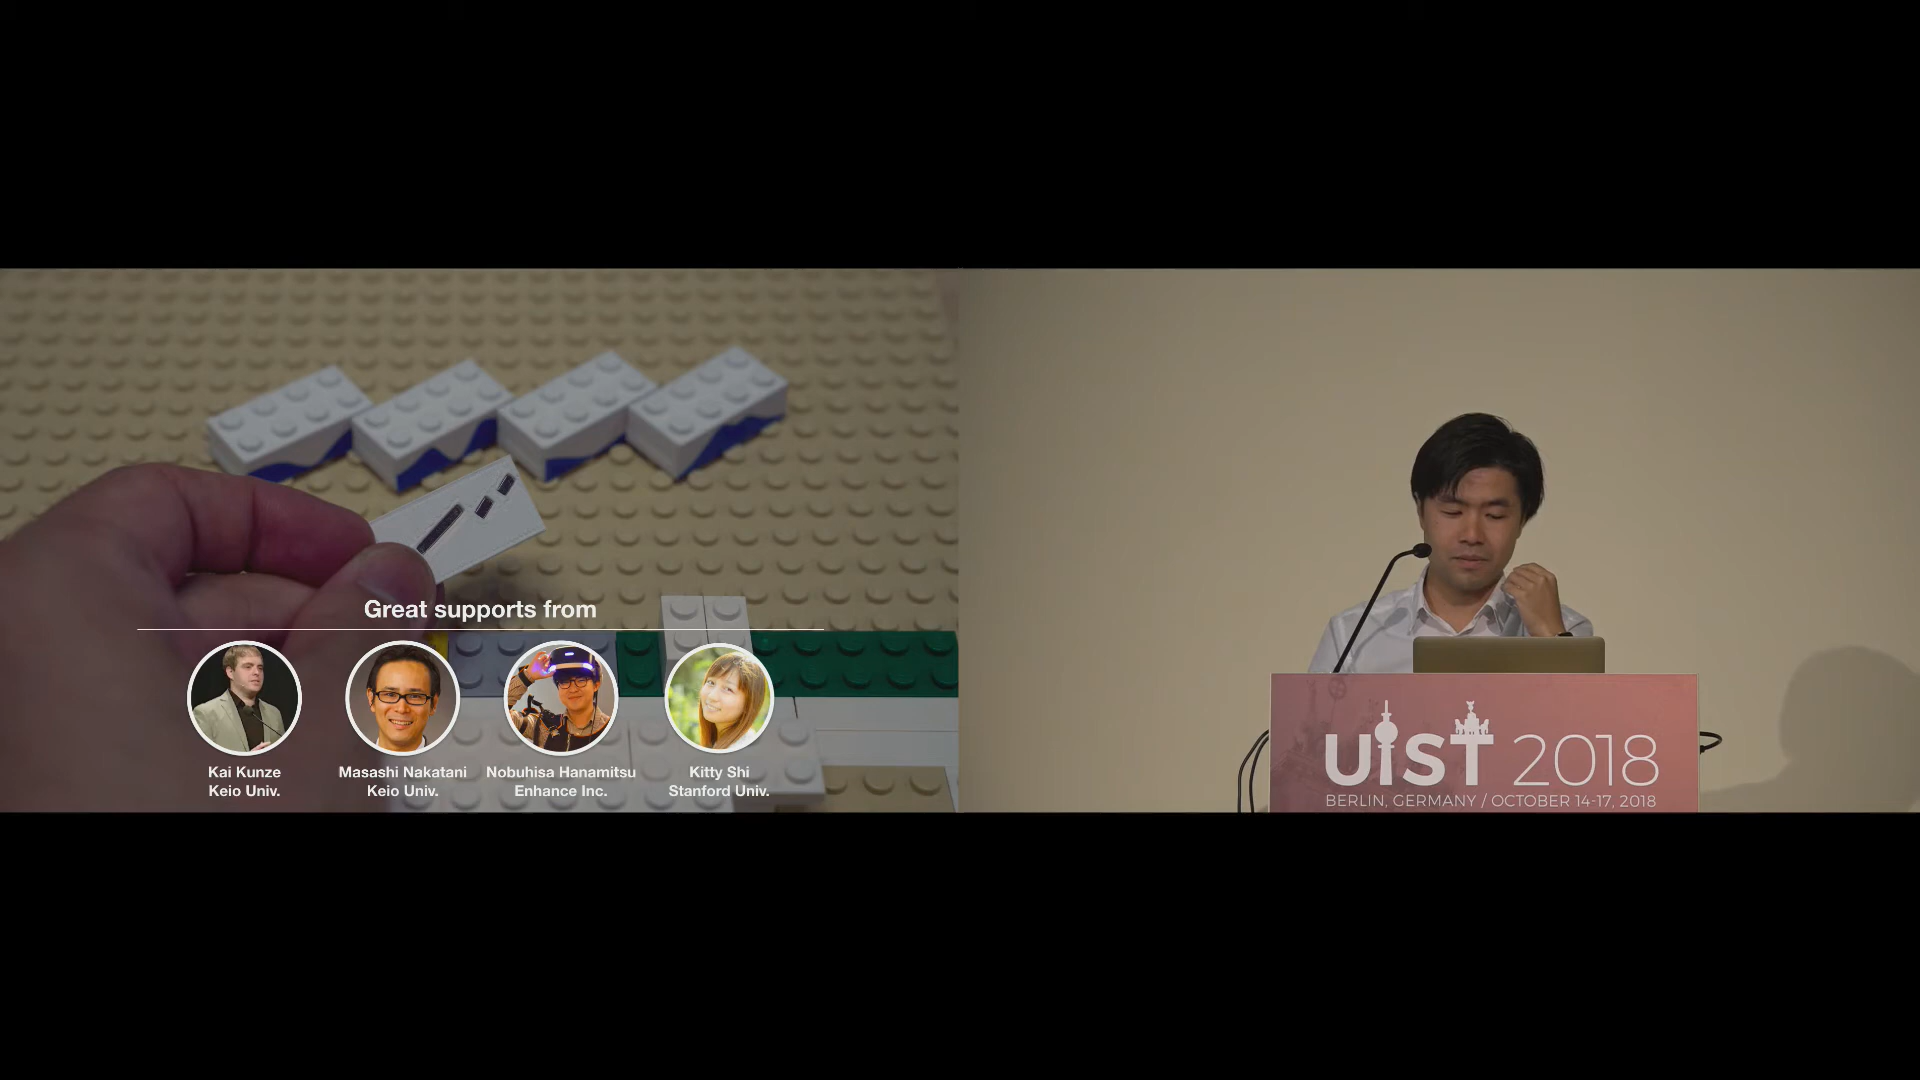 Great supports from
Kai Kunze
Keio Univ.
Masashi Nakatani
Keio Univ.
Nobuhisa Hanamitsu
Enhance Inc.
Kitty Shi
Stanford Univ.
UIST 2018
BERLIN, GERMANY / OCTOBER 14-17, 2018